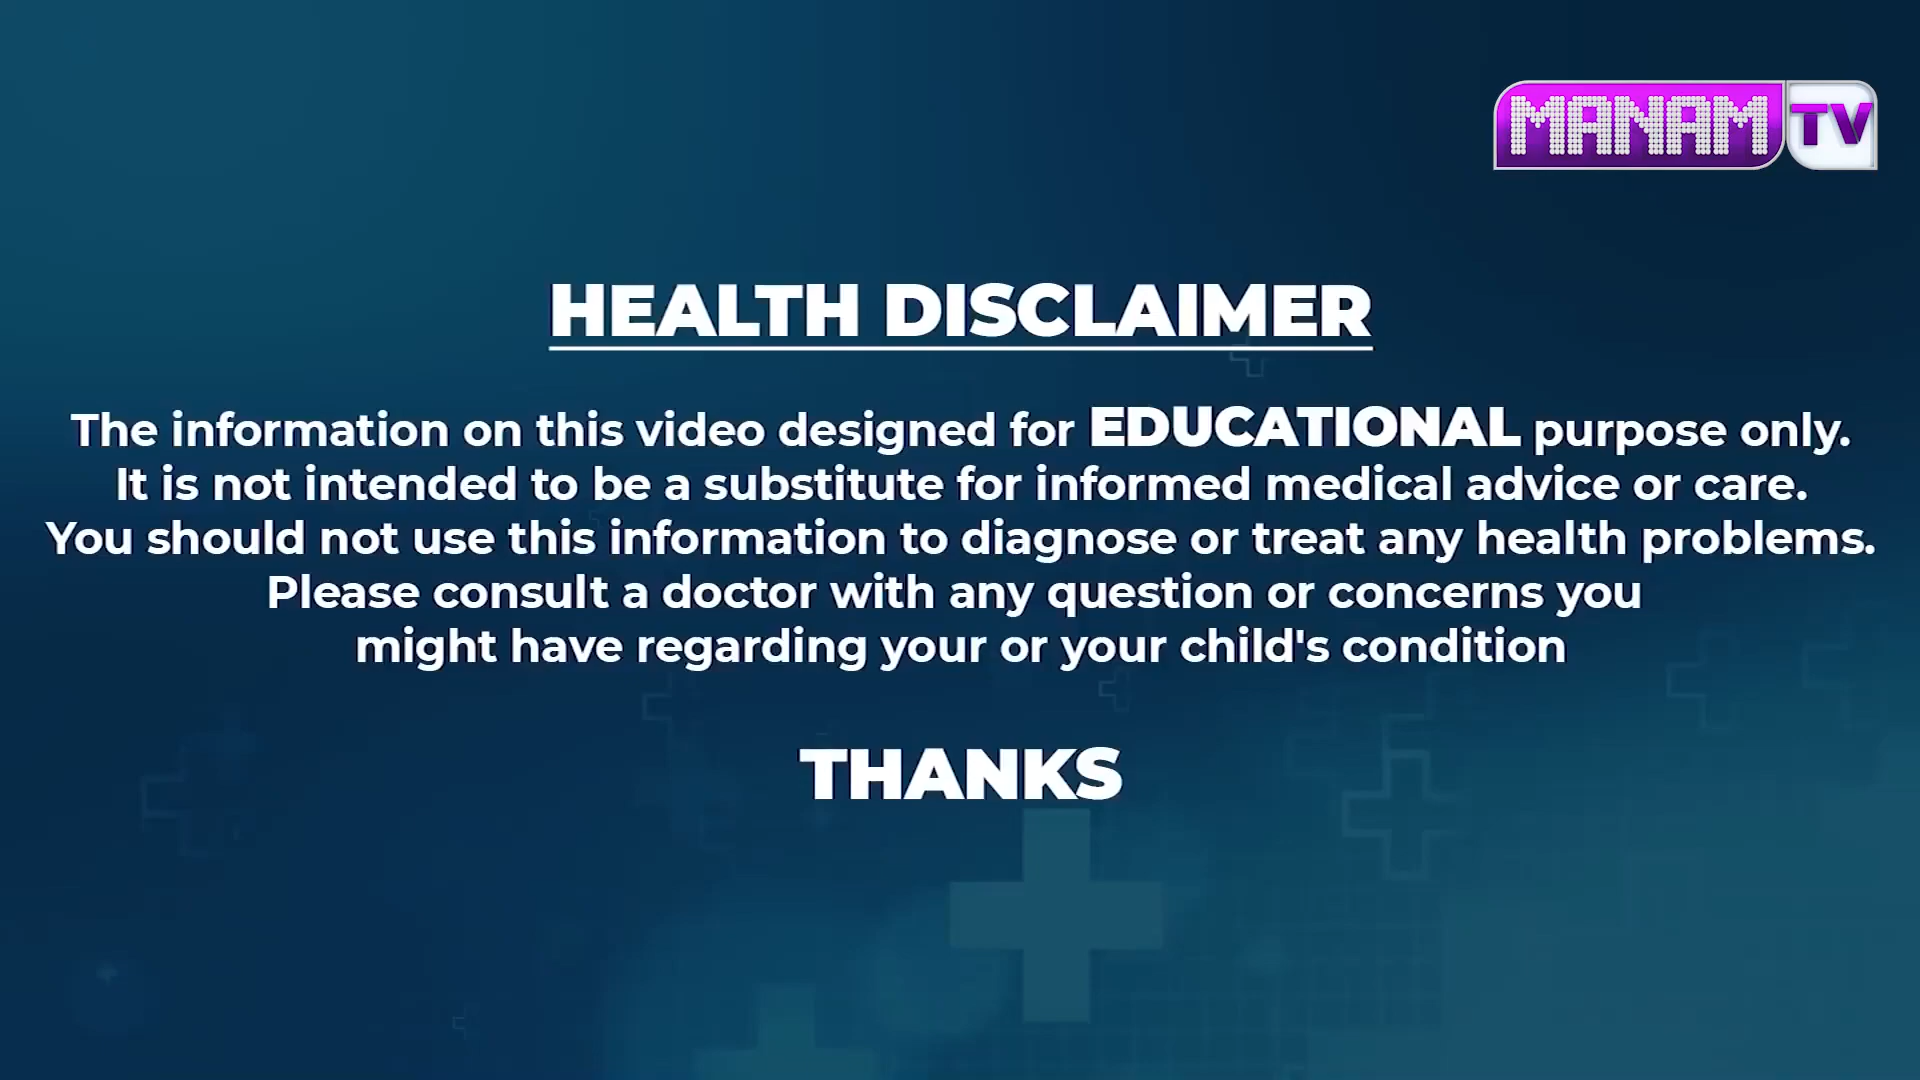 MANAM TV
HEALTH DISCLAIMER
The information on this video designed for EDUCATIONAL purpose only.
It is not intended to be a substitute for informed medical advice or care.
You should not use this information to diagnose or treat any health problems.
Please consult a doctor with any question or concerns you
might have regarding your or your child's condition
THANKS